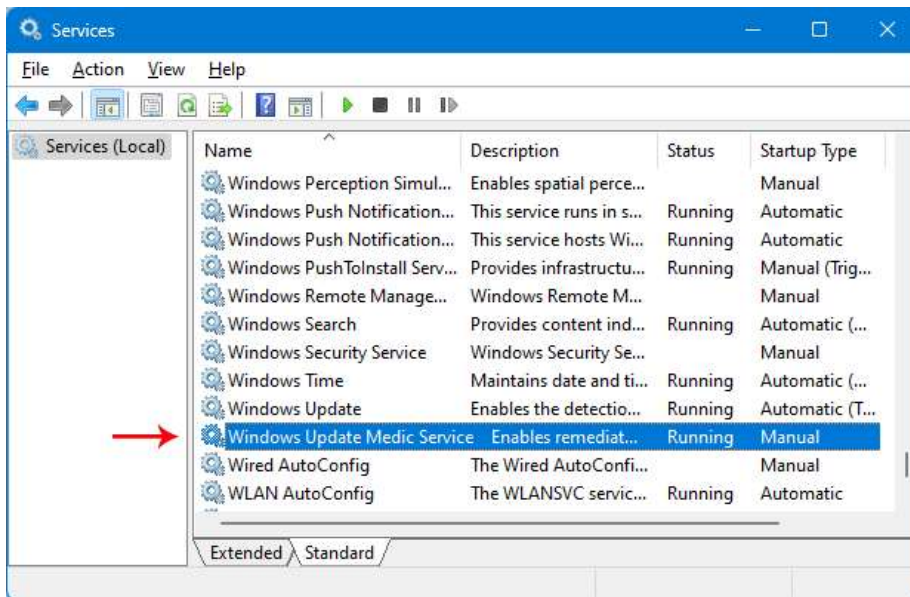 Services
File Action View Help
Services (Local)
Name Description Status Startup Type
Windows Perception Simul... Enables spatial perce... Manual
Windows Push Notification... This service runs in s... Running Automatic
Windows Push Notification... This service hosts Wi... Running Automatic
Windows PushToInstall Serv... Provides infrastructu... Running Manual (Trig...
Windows Remote Manage... Windows Remote M... Manual
Windows Search Provides content ind... Running Automatic (...
Windows Security Service Windows Security Se... Manual
Windows Time Maintains date and ti... Running Automatic (...
Windows Update Enables the detectio... Running Automatic (T...
Windows Update Medic Service Enables remediat... Running Manual
Wired AutoConfig The Wired AutoConfi... Manual
WLAN AutoConfig The WLANSVC servic... Running Automatic
Extended Standard